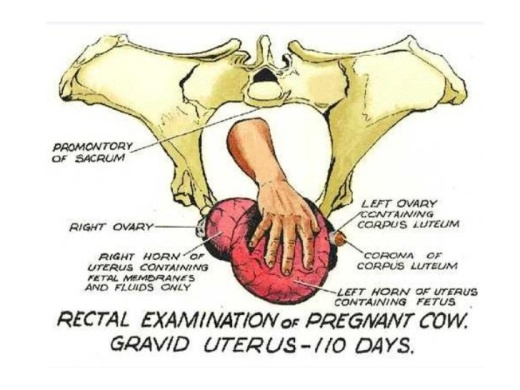 PROMONTORY
OF SACRUM
RIGHT OVARY
RIGHT HORN OF
UTERUS CONTAINING
FETAL MEMBRANES
AND FLUIDS ONLY
LEFT OVARY
CONTAINING
CORPUS LUTEUM
CORONA OF
CORPUS LUTEUM
LEFT HORN OF UTERUS
CONTAINING FETUS
RECTAL EXAMINATION OF PREGNANT COW.
GRAVID UTERUS-110 DAYS.